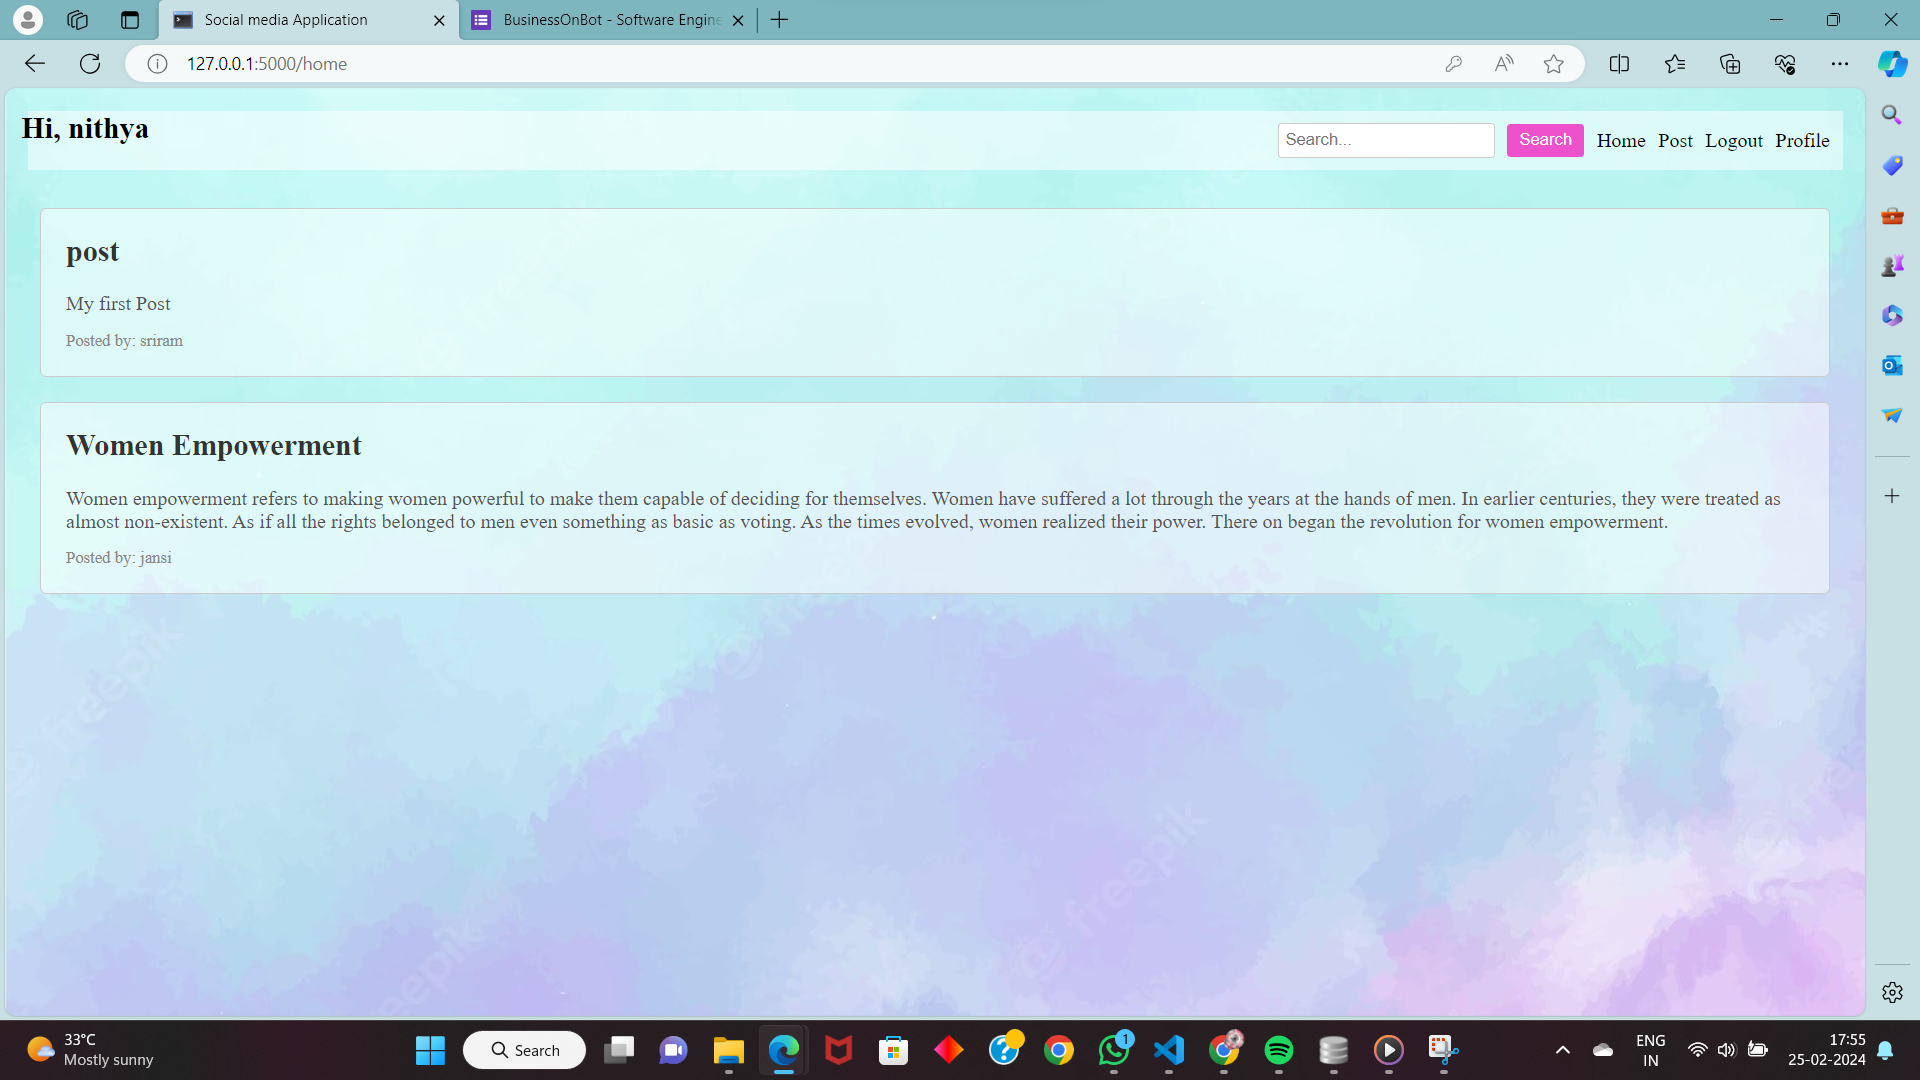 Social media Application
BusinessOnBot - Software Engine
127.0.0.1:5000/home
Hi, nithya
Search...
Search
Home
Post
Logout
Profile
post
My first Post
Posted by: sriram
Women Empowerment
Women empowerment refers to making women powerful to make them capable of deciding for themselves. Women have suffered a lot through the years at the hands of men. In earlier centuries, they were treated as
almost non-existent. As if all the rights belonged to men even something as basic as voting. As the times evolved, women realized their power. There on began the revolution for women empowerment.
Posted by: jansi
freepik
freepik
freepik
33°C
Mostly sunny
Search
1
ENG
IN
17:55
25-02-2024